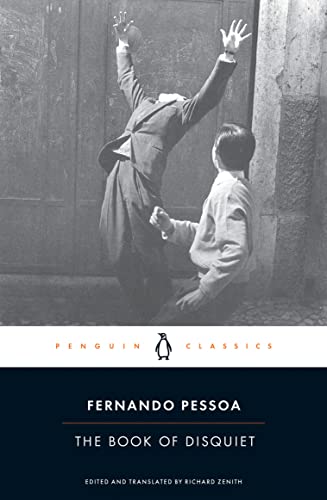 PENGUIN CLASSICS
FERNANDO PESSOA
THE BOOK OF DISQUIET
EDITED AND TRANSLATED BY RICHARD ZENITH